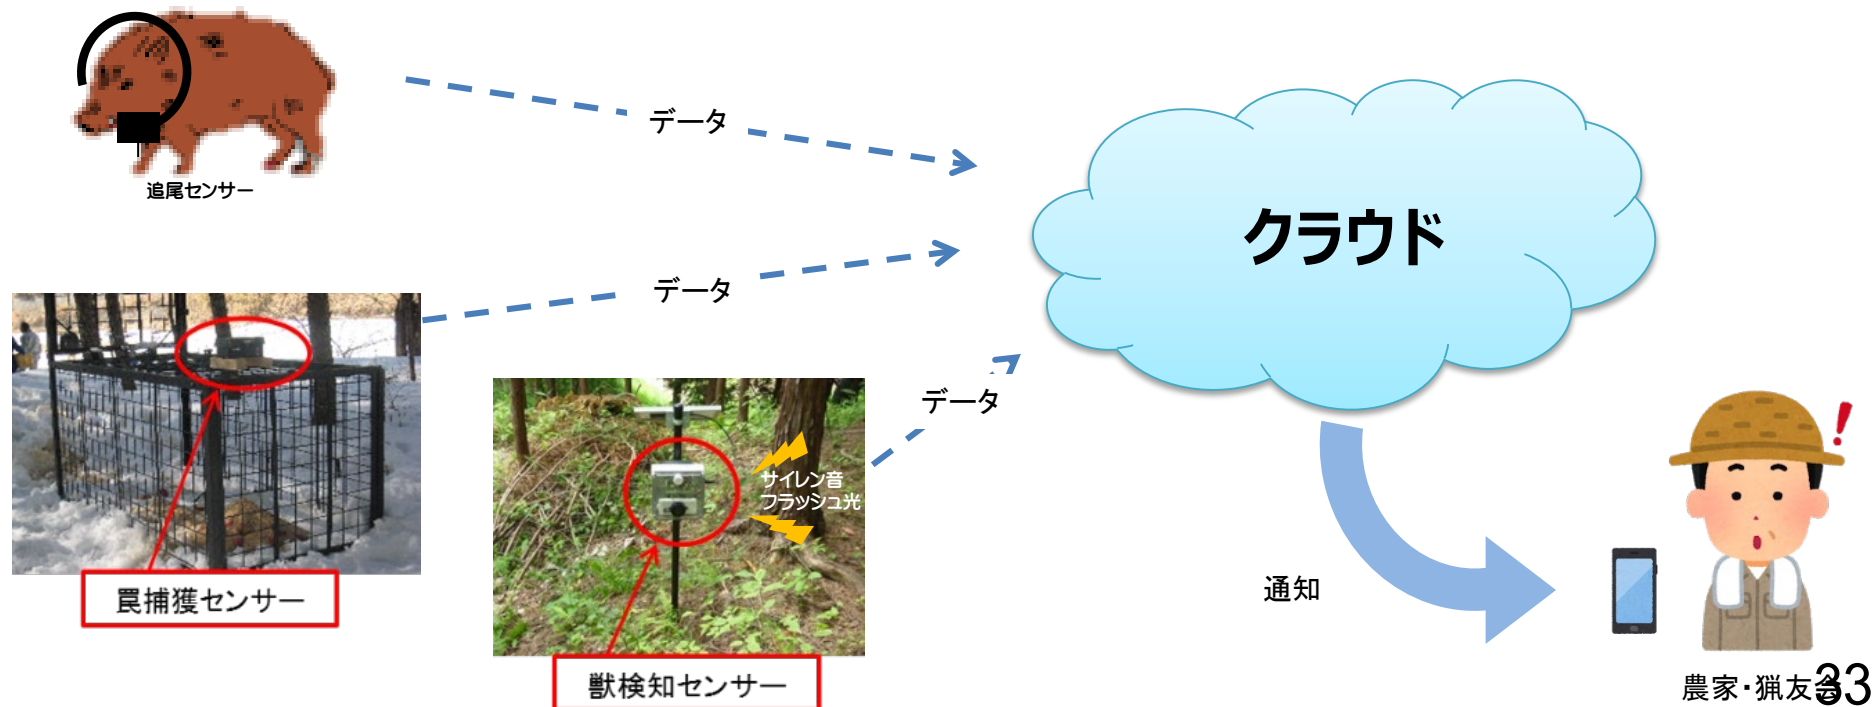 データ
追尾センサー
クラウド
データ
データ
サイレン音
フラッシュ光
罠捕獲センサー
通知
獣検知センサー
農家・猟友会
33